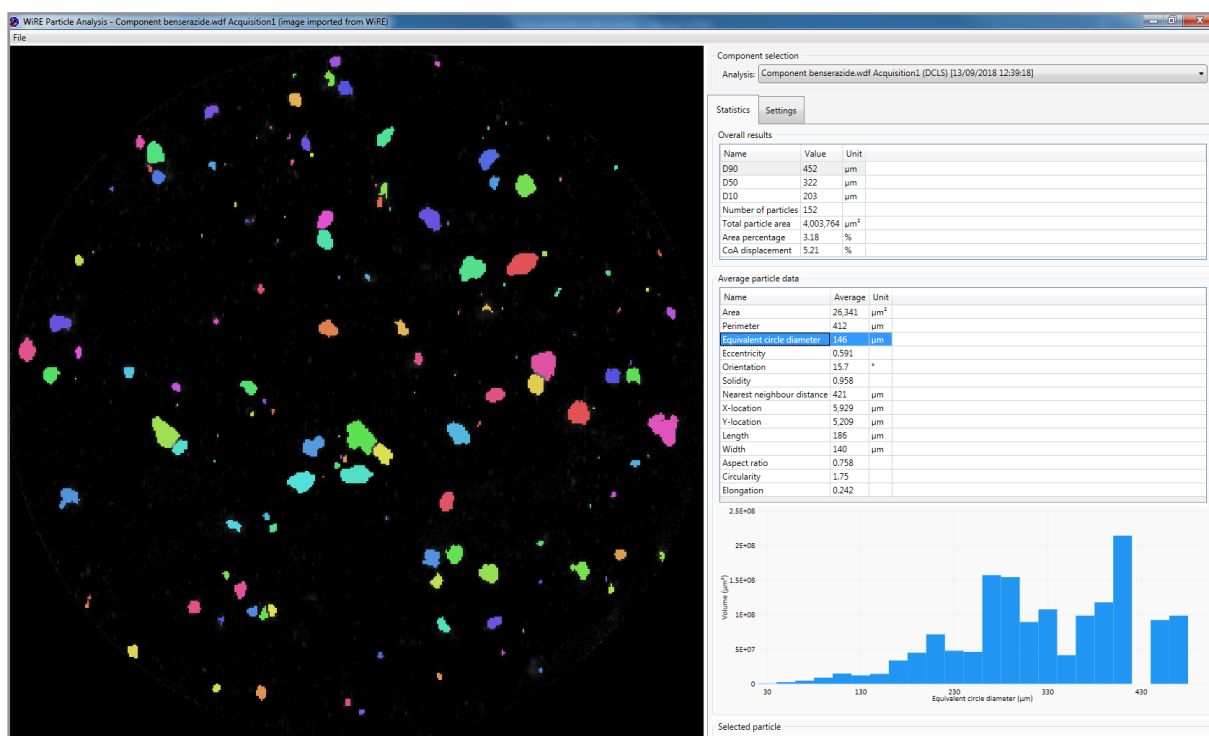 WiRE Particle Analysis - Component benserazide.wdf Acquisition1 (image imported from WiRE)
File
Component selection
Analysis: Component benserazide.wdf Acquisition1 (DCLS) [13/09/2018 12:39:18]
Statistics Settings
Overall results
Name Value Unit
D90 452 µm
D50 322 µm
D10 203 µm
Number of particles 152
Total particle area 4,003,764 µm²
Area percentage 3.18 %
CoA displacement 5.21 %
Average particle data
Name Average Unit
Area 26,341 µm²
Perimeter 412 µm
Equivalent circle diameter 146 µm
Eccentricity 0.591
Orientation 15.7 °
Solidity 0.958
Nearest neighbour distance 421 µm
X-location 5,929 µm
Y-location 5,209 µm
Length 186 µm
Width 140 µm
Aspect ratio 0.758
Circularity 1.75
Elongation 0.242
2.5E+08
2E+08
1.5E+08
1E+08
5E+07
0
Volume (µm³)
30 130 230 330 430
Equivalent circle diameter (µm)
Selected particle